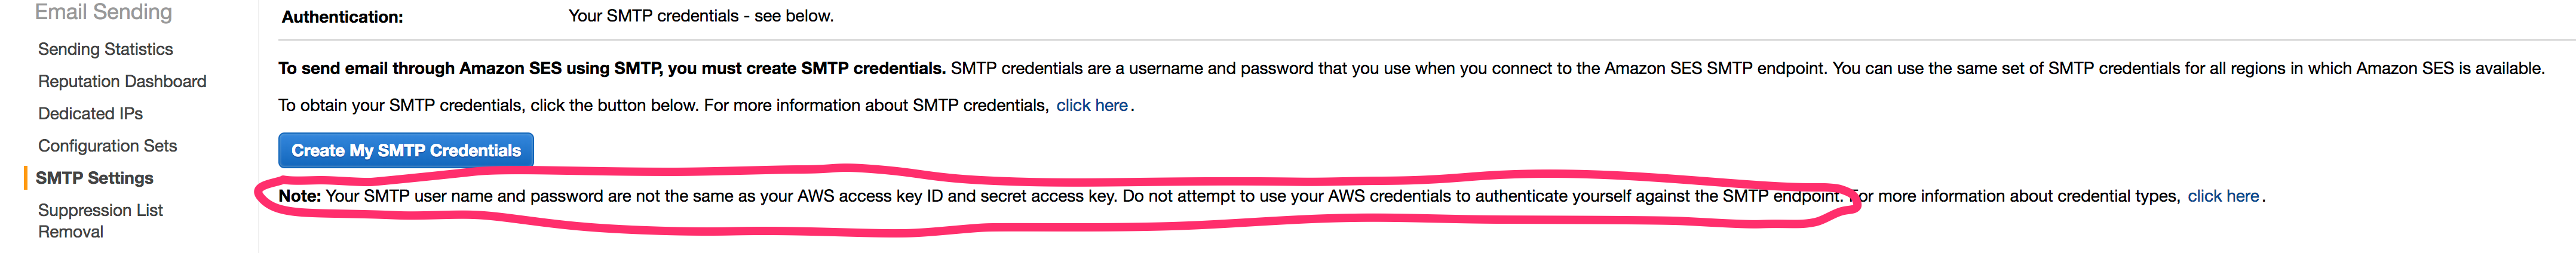 Email Sending
Sending Statistics
Reputation Dashboard
Dedicated IPs
Configuration Sets
SMTP Settings
Suppression List
Removal
Authentication: Your SMTP credentials - see below.
To send email through Amazon SES using SMTP, you must create SMTP credentials. SMTP credentials are a username and password that you use when you connect to the Amazon SES SMTP endpoint. You can use the same set of SMTP credentials for all regions in which Amazon SES is available.
To obtain your SMTP credentials, click the button below. For more information about SMTP credentials, click here.
Create My SMTP Credentials
Note: Your SMTP user name and password are not the same as your AWS access key ID and secret access key. Do not attempt to use your AWS credentials to authenticate yourself against the SMTP endpoint. For more information about credential types, click here.